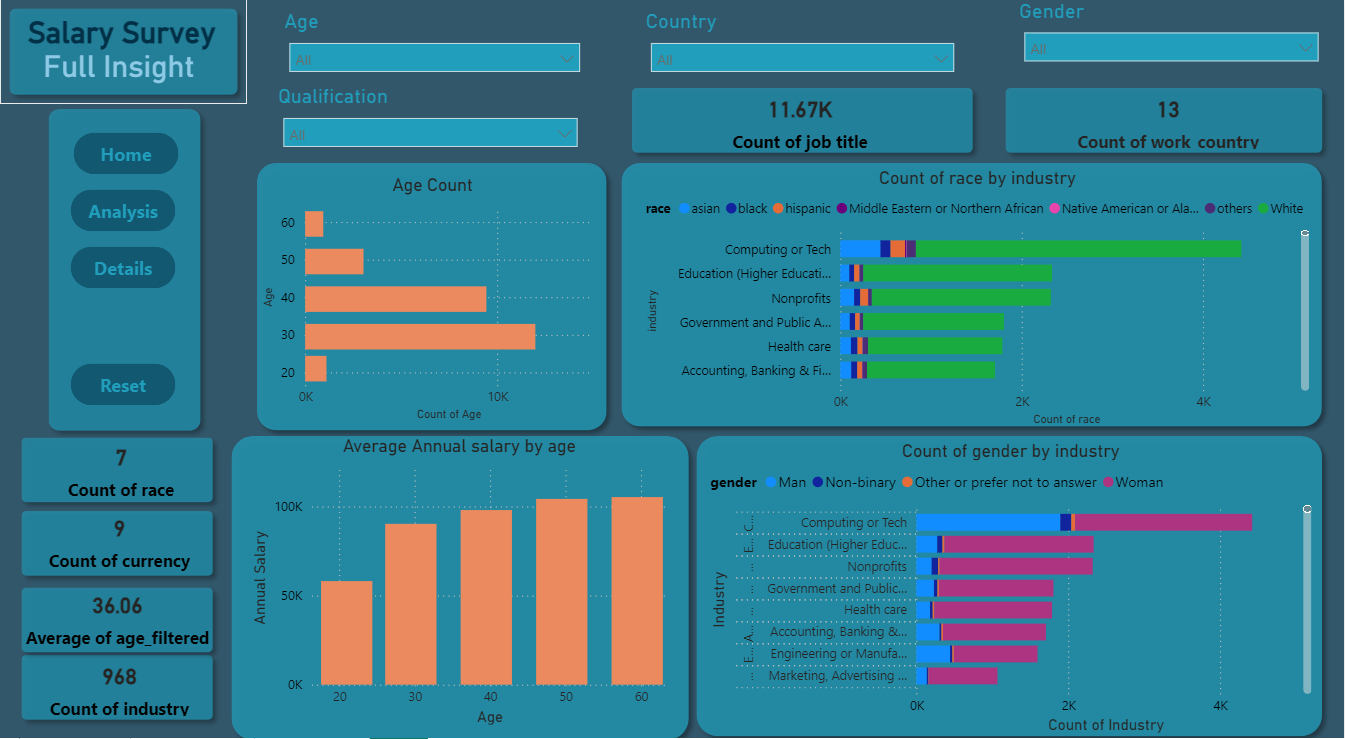 Salary Survey
Full Insight
Age
All
Country
All
Gender
All
Qualification
All
11.67K
Count of job title
13
Count of work country
Home
Analysis
Details
Reset
7
Count of race
9
Count of currency
36.06
Average of age_filtered
968
Count of industry
Age Count
Age
60
50
40
30
20
0K 10K
Count of Age
Count of race by industry
race asian black hispanic Middle Eastern or Northern African Native American or Ala... others White
industry
Computing or Tech
Education (Higher Educati...
Nonprofits
Government and Public A...
Health care
Accounting, Banking & Fi...
0K 2K 4K
Count of race
Average Annual salary by age
Annual Salary
100K
50K
0K
20 30 40 50 60
Age
Count of gender by industry
gender Man Non-binary Other or prefer not to answer Woman
Industry
C... Computing or Tech
E... Education (Higher Educ...
... Nonprofits
... Government and Public...
... Health care
A... Accounting, Banking &...
E... Engineering or Manufa...
... Marketing, Advertising ...
0K 2K 4K
Count of Industry